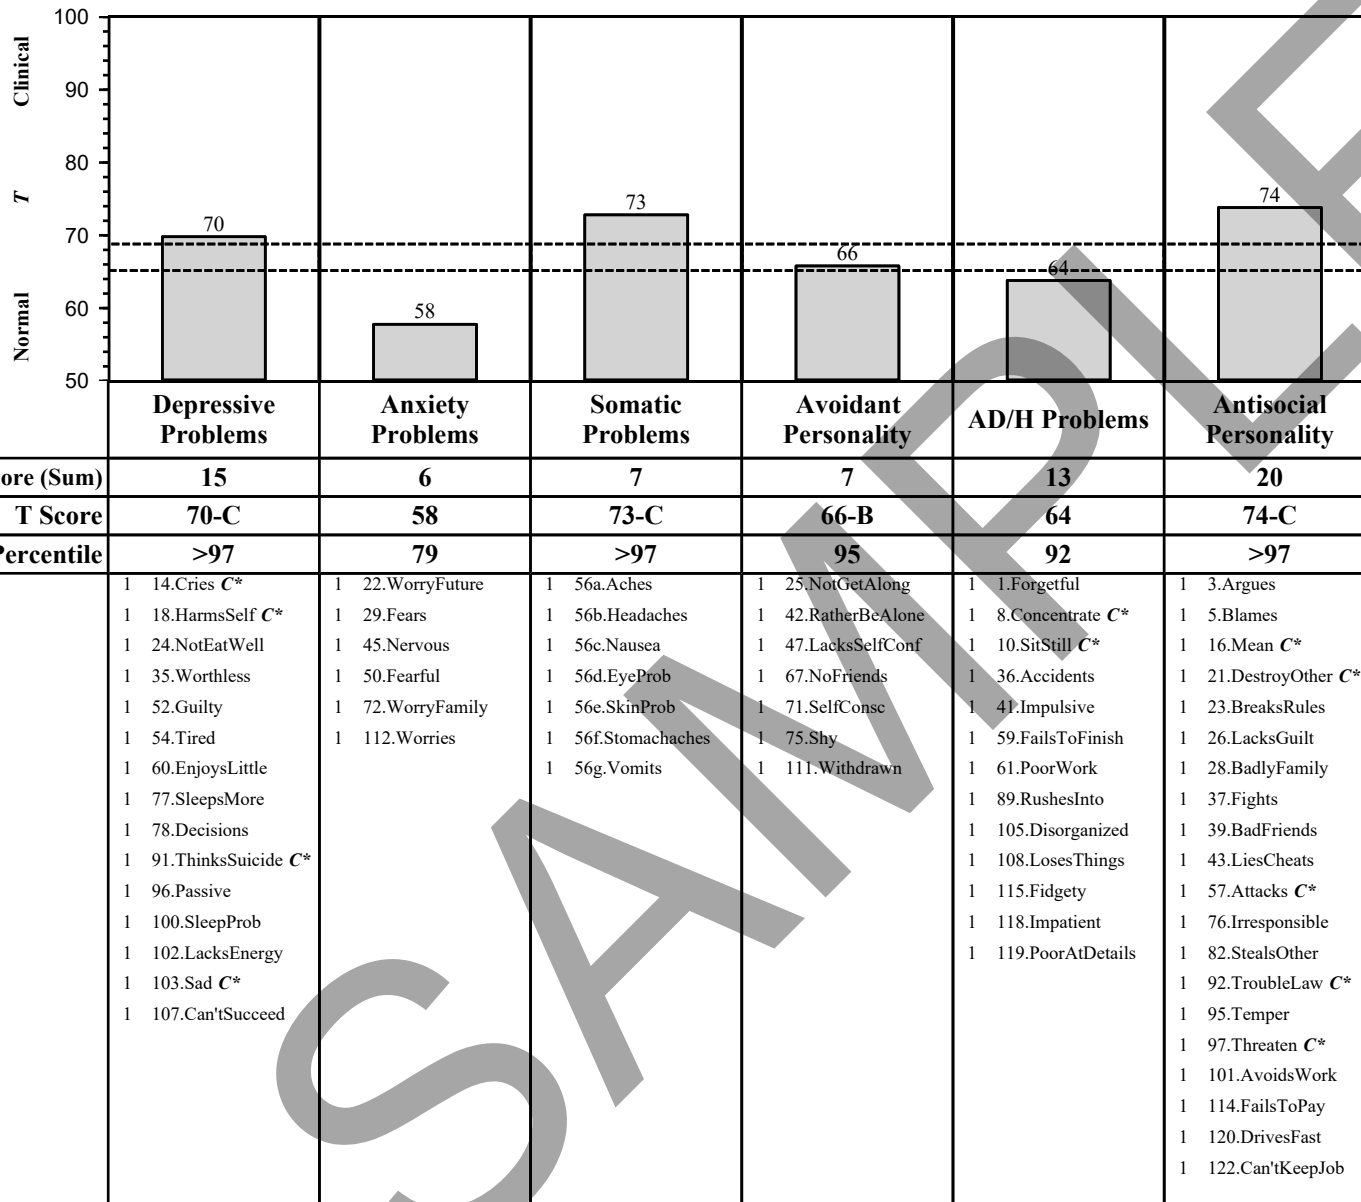 100
Clinical
90
80
T
70
60
Normal
50
70
58
73
66
64
74
Depressive Problems
Anxiety Problems
Somatic Problems
Avoidant Personality
AD/H Problems
Antisocial Personality
ore (Sum) 15 6 7 7 13 20
T Score 70-C 58 73-C 66-B 64 74-C
Percentile >97 79 >97 95 92 >97
1 14.Cries C*
1 18.HarmsSelf C*
1 24.NotEatWell
1 35.Worthless
1 52.Guilty
1 54.Tired
1 60.EnjoysLittle
1 77.SleepsMore
1 78.Decisions
1 91.ThinksSuicide C*
1 96.Passive
1 100.SleepProb
1 102.LacksEnergy
1 103.Sad C*
1 107.Can'tSucceed
1 22.WorryFuture
1 29.Fears
1 45.Nervous
1 50.Fearful
1 72.WorryFamily
1 112.Worries
1 56a.Aches
1 56b.Headaches
1 56c.Nausea
1 56d.EyeProb
1 56e.SkinProb
1 56f.Stomachaches
1 56g.Vomits
1 25.NotGetAlong
1 42.RatherBeAlone
1 47.LacksSelfConf
1 67.NoFriends
1 71.SelfConsc
1 75.Shy
1 111.Withdrawn
1 1.Forgetful
1 8.Concentrate C*
1 10.SitStill C*
1 36.Accidents
1 41.Impulsive
1 59.FailsToFinish
1 61.PoorWork
1 89.RushesInto
1 105.Disorganized
1 108.LosesThings
1 115.Fidgety
1 118.Impatient
1 119.PoorAtDetails
1 3.Argues
1 5.Blames
1 16.Mean C*
1 21.DestroyOther C*
1 23.BreaksRules
1 26.LacksGuilt
1 28.BadlyFamily
1 37.Fights
1 39.BadFriends
1 43.LiesCheats
1 57.Attacks C*
1 76.Irresponsible
1 82.StealsOther
1 92.TroubleLaw C*
1 95.Temper
1 97.Threaten C*
1 101.AvoidsWork
1 114.FailsToPay
1 120.DrivesFast
1 122.Can'tKeepJob
SAMPLE